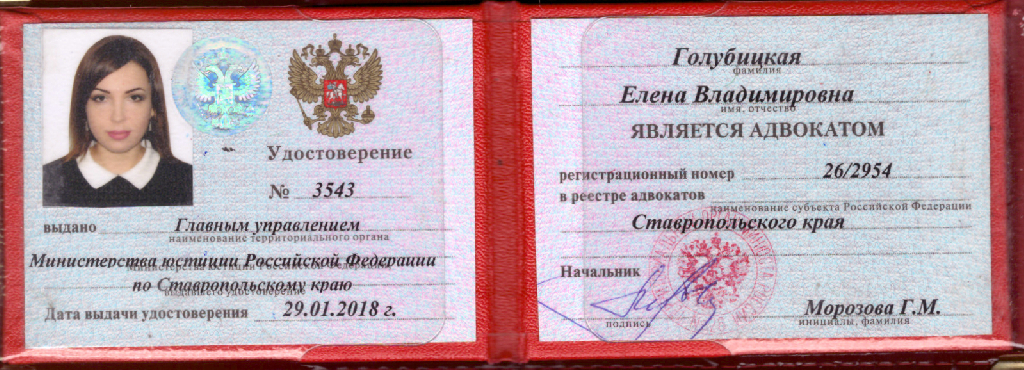 Удостоверение
№ 3543
выдано Главным управлением
наименование территориального органа
Министерства юстиции Российской Федерации
по Ставропольскому краю
выдавшего удостоверение
Дата выдачи удостоверения 29.01.2018 г.
Голубицкая
фамилия
Елена Владимировна
имя, отчество
ЯВЛЯЕТСЯ АДВОКАТОМ
регистрационный номер 26/2954
в реестре адвокатов
наименование субъекта Российской Федерации
Ставропольского края
Начальник
подпись
Морозова Г.М.
инициалы, фамилия